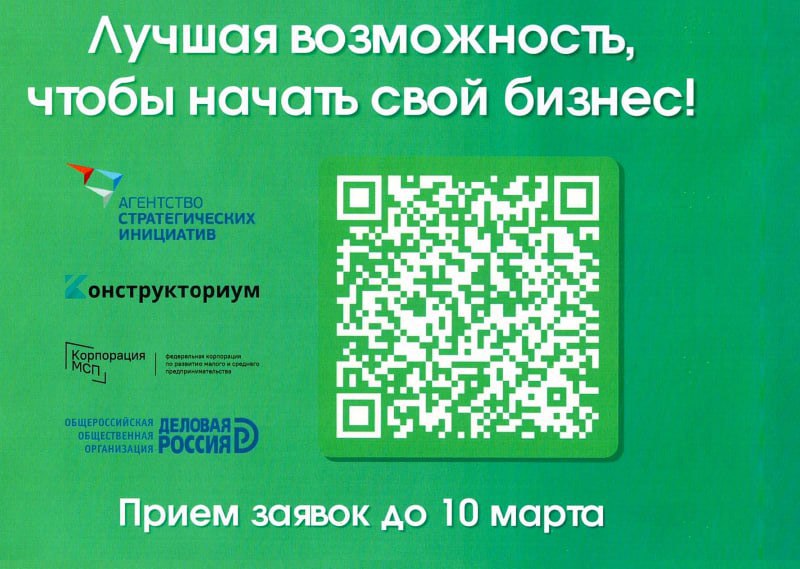 Лучшая возможность,
чтобы начать свой бизнес!
АГЕНТСТВО
СТРАТЕГИЧЕСКИХ
ИНИЦИАТИВ
Конструкториум
Корпорация
МСП
федеральная корпорация
по развитию малого и среднего
предпринимательства
ОБЩЕРОССИЙСКАЯ
ОБЩЕСТВЕННАЯ
ОРГАНИЗАЦИЯ
ДЕЛОВАЯ
РОССИЯ
Прием заявок до 10 марта